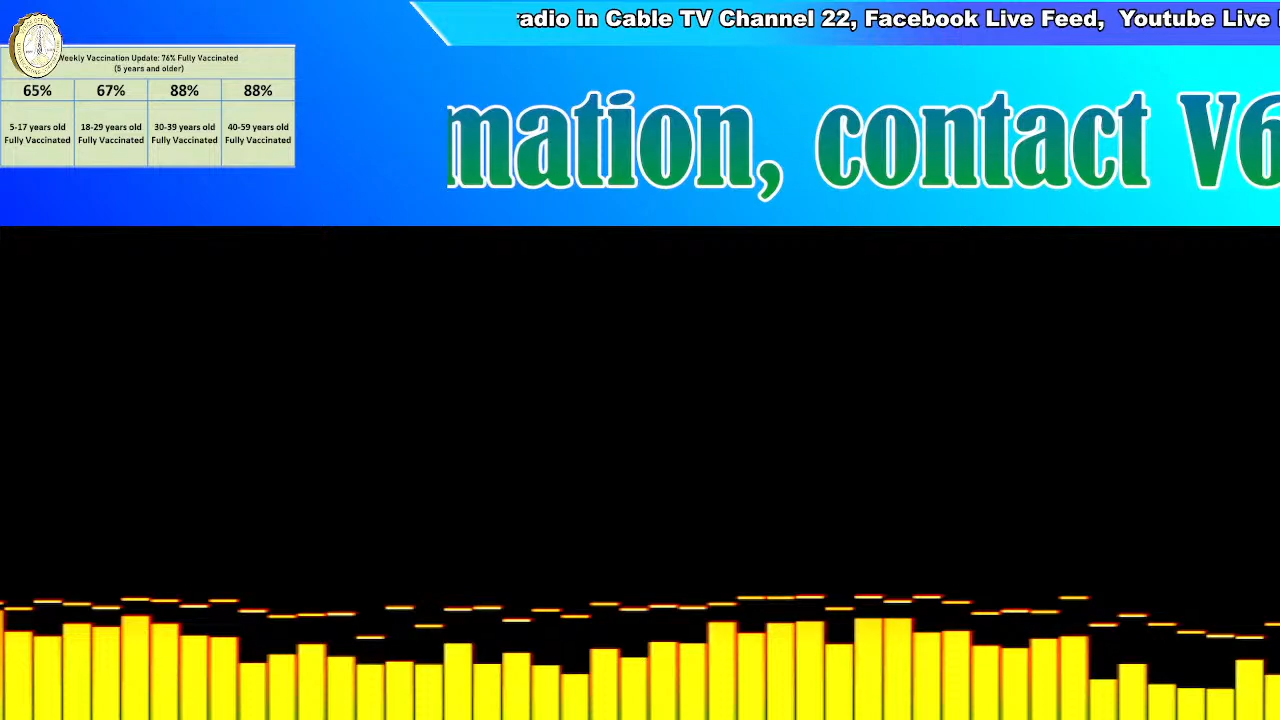 adio in Cable TV Channel 22, Facebook Live Feed, Youtube Live
Weekly Vaccination Update: 76% Fully Vaccinated
(5 years and older)
65% 67% 88% 88%
5-17 years old 18-29 years old 30-39 years old 40-59 years old
Fully Vaccinated Fully Vaccinated Fully Vaccinated Fully Vaccinated
mation, contact V6